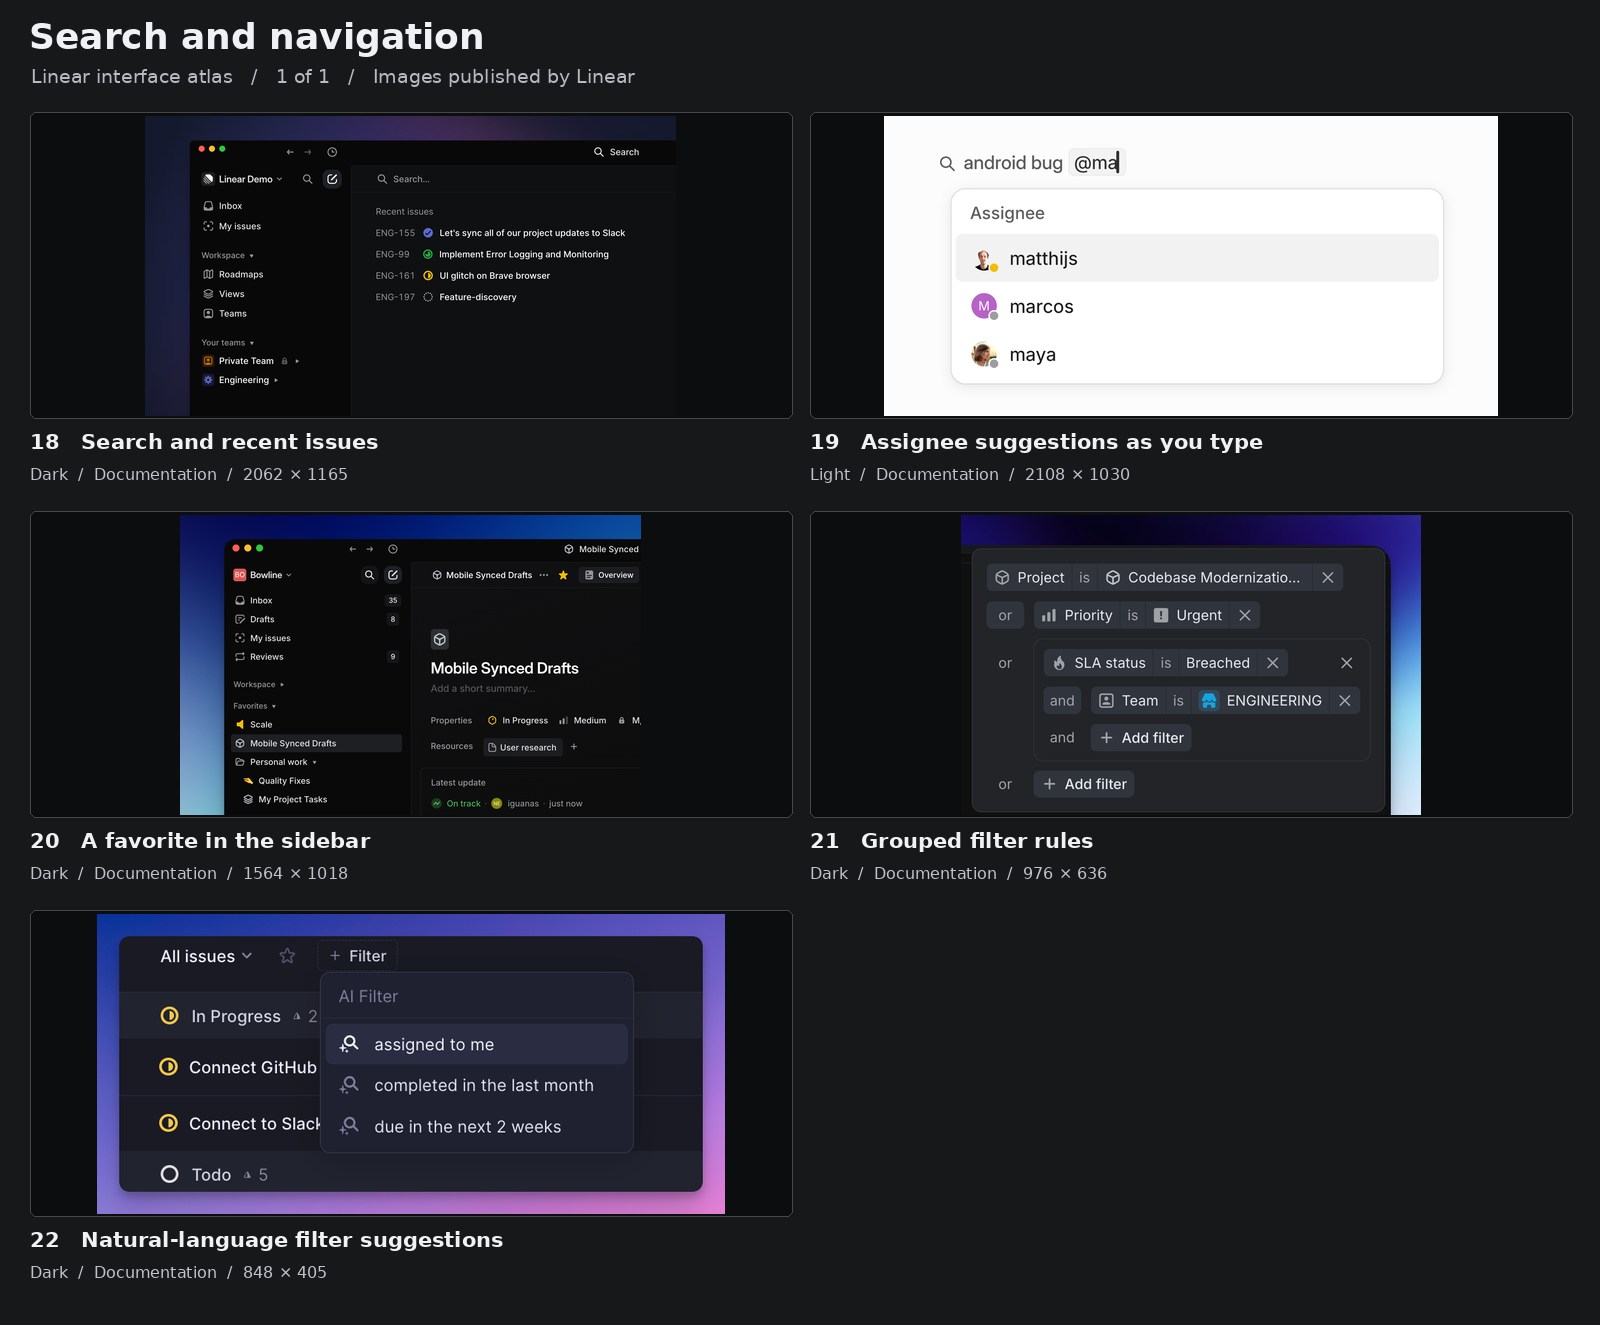 Search and navigation
Linear interface atlas / 1 of 1 / Images published by Linear
Search
Linear Demo
Search...
Inbox
My issues
Recent issues
ENG-155 Let's sync all of our project updates to Slack
ENG-99 Implement Error Logging and Monitoring
ENG-161 UI glitch on Brave browser
ENG-197 Feature-discovery
Workspace
Roadmaps
Views
Teams
Your teams
Private Team
Engineering
18 Search and recent issues
Dark / Documentation / 2062 × 1165
android bug @ma
Assignee
matthijs
M marcos
maya
19 Assignee suggestions as you type
Light / Documentation / 2108 × 1030
Mobile Synced
BO Bowline
Mobile Synced Drafts ··· Overview
Inbox 35
Drafts 8
My issues
Reviews 9
Workspace
Favorites
Scale
Mobile Synced Drafts
Personal work
Quality Fixes
My Project Tasks
Mobile Synced Drafts
Add a short summary...
Properties In Progress Medium M,
Resources User research +
Latest update
On track · iguanas · just now
20 A favorite in the sidebar
Dark / Documentation / 1564 × 1018
Project is Codebase Modernizatio...
or Priority is Urgent
or SLA status is Breached
and Team is ENGINEERING
and + Add filter
or + Add filter
21 Grouped filter rules
Dark / Documentation / 976 × 636
All issues + Filter
AI Filter
In Progress 2
assigned to me
Connect GitHub
completed in the last month
Connect to Slack
due in the next 2 weeks
Todo 5
22 Natural-language filter suggestions
Dark / Documentation / 848 × 405